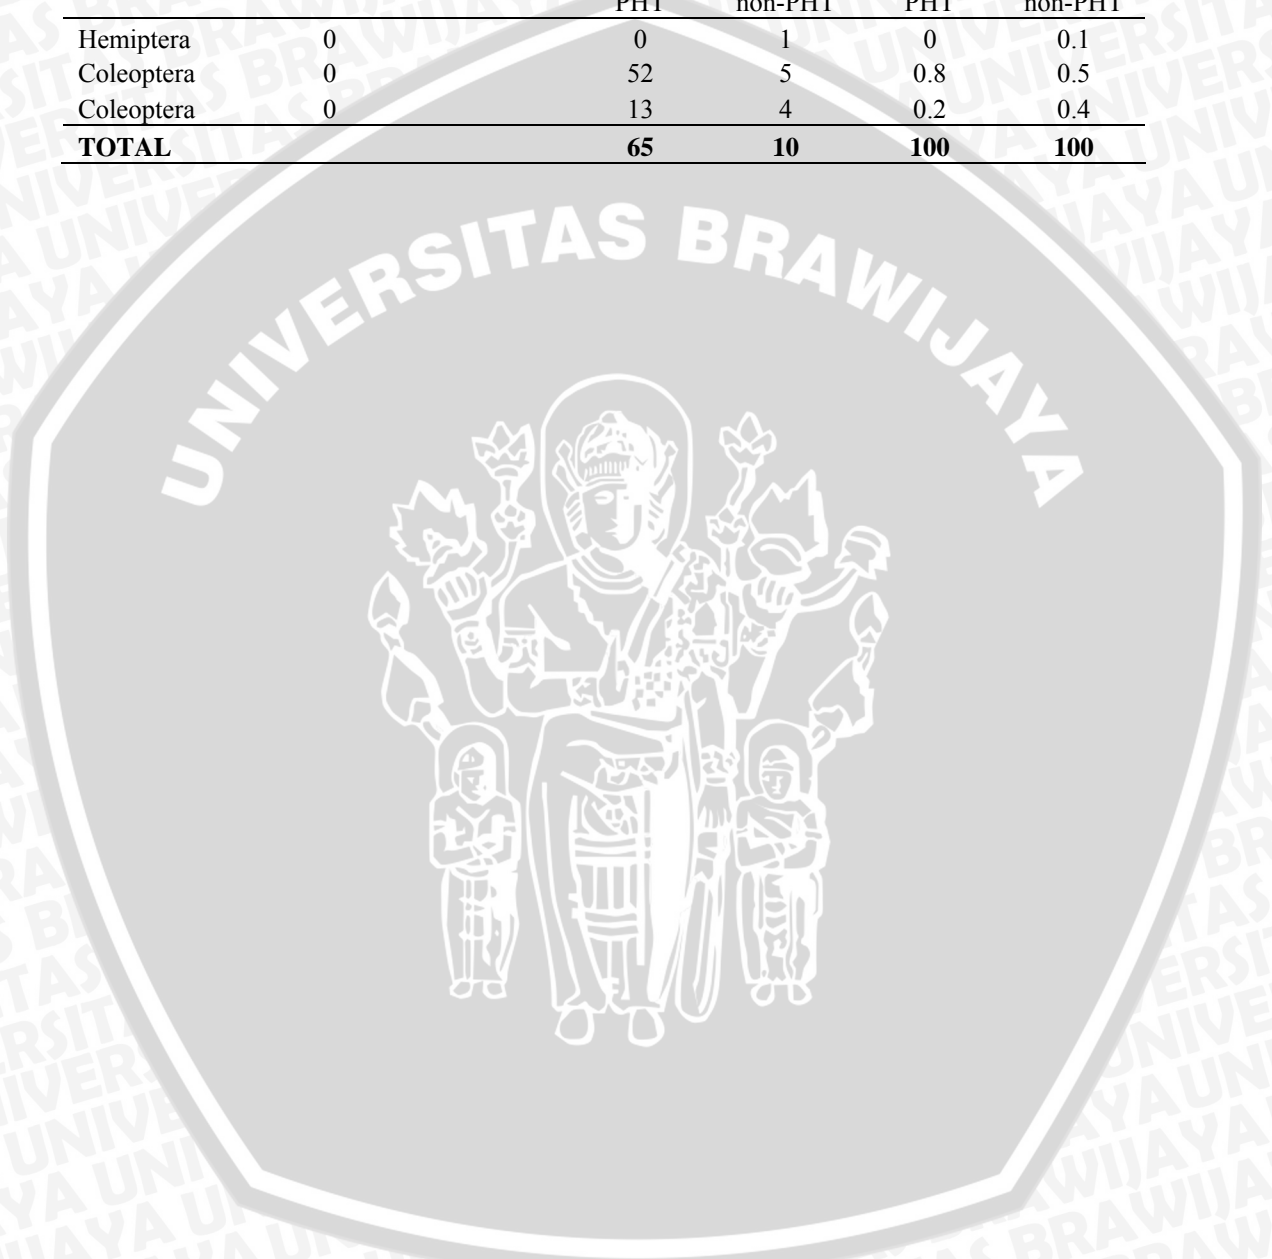 PHT non-PHT PHT non-PHT
Hemiptera 0 0 1 0 0.1
Coleoptera 0 52 5 0.8 0.5
Coleoptera 0 13 4 0.2 0.4
TOTAL 65 10 100 100
UNIVERSITAS BRAWIJAYA